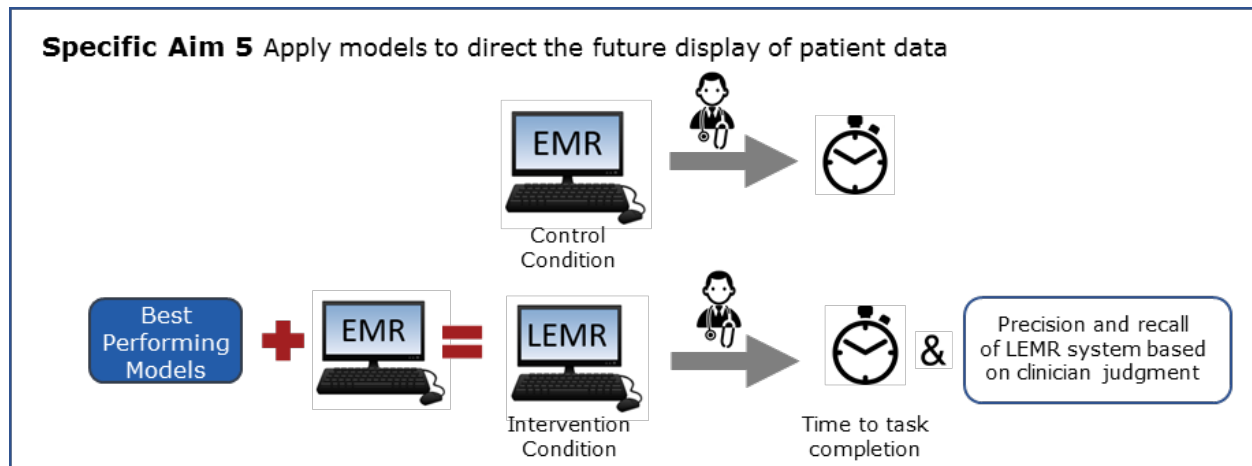 Specific Aim 5 Apply models to direct the future display of patient data
EMR
Control
Condition
Best
Performing
Models
EMR
LEMR
Intervention
Condition
Time to task
completion
&
Precision and recall
of LEMR system based
on clinician judgment